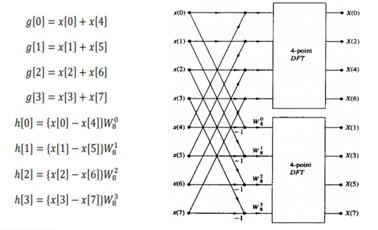 g[0] = x[0] + x[4]
g[1] = x[1] + x[5]
g[2] = x[2] + x[6]
g[3] = x[3] + x[7]
h[0] = {x[0] − x[4]}W₈⁰
h[1] = {x[1] − x[5]}W₈¹
h[2] = {x[2] − x[6]}W₈²
h[3] = {x[3] − x[7]}W₈³
x(0)
x(1)
x(2)
x(3)
x(4)
x(5)
x(6)
x(7)
W₈⁰
−1
W₈¹
−1
W₈²
−1
W₈³
−1
4-point
DFT
4-point
DFT
X(0)
X(2)
X(4)
X(6)
X(1)
X(3)
X(5)
X(7)